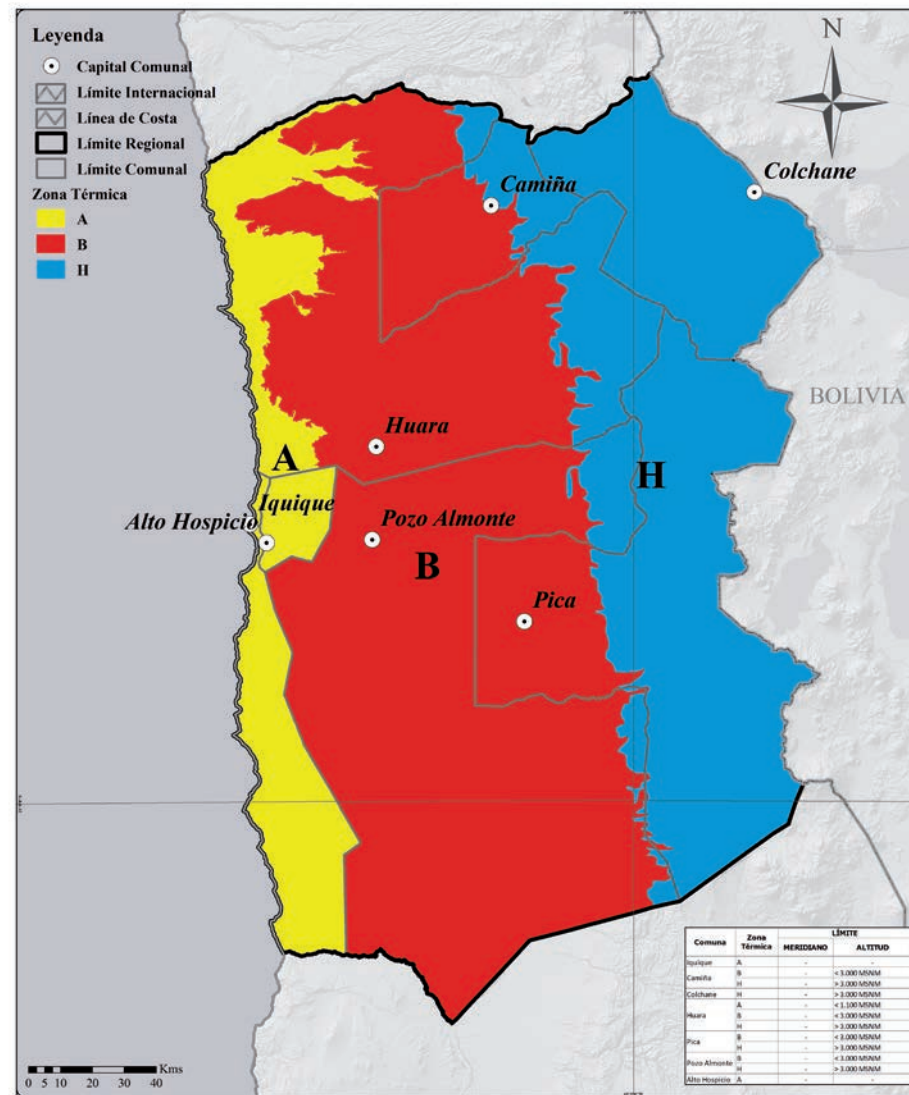 Leyenda
Capital Comunal
Límite Internacional
Línea de Costa
Límite Regional
Límite Comunal
Zona Térmica
A
B
H
N
Colchane
Camiña
BOLIVIA
Huara
A
H
Iquique
Alto Hospicio
Pozo Almonte
B
Pica
0 5 10 20 30 40 Kms
Comuna Zona Térmica LÍMITE
MERIDIANO ALTITUD
Iquique A - -
Camiña B - < 3.000 MSNM
H - > 3.000 MSNM
Colchane H - > 3.000 MSNM
Huara A - < 1.100 MSNM
B - < 3.000 MSNM
H - > 3.000 MSNM
Pica B - < 3.000 MSNM
H - > 3.000 MSNM
Pozo Almonte B - < 3.000 MSNM
H - > 3.000 MSNM
Alto Hospicio A - -